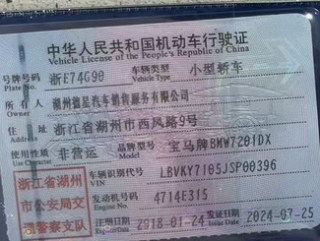 中华人民共和国机动车行驶证
Vehicle License of the People's Republic of China
号牌号码 Plate No. 浙E74G90 车辆类型 Vehicle Type 小型轿车
所有人 Owner 湖州德星汽车销售服务有限公司
住址 Address 浙江省湖州市西风路9号
使用性质 Use Character 非营运 品牌型号 Model 宝马牌BMW7201DX
浙江省湖州市公安局交警察支队
车辆识别代号 VIN LBVKY7105JSP00396
发动机号码 Engine No. 4714E315
注册日期 2018-01-24 发证日期 Issue Date 2024-07-25